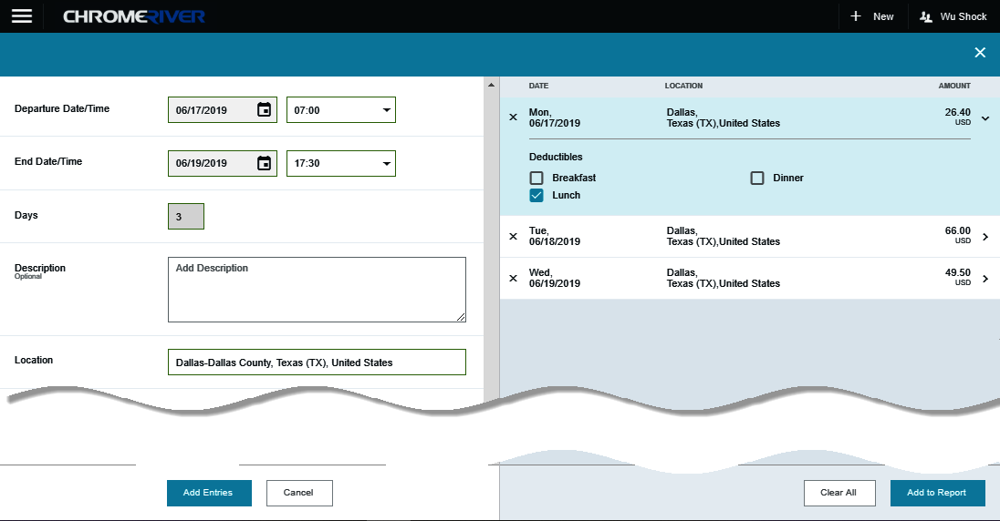 CHROMERIVER
New
Wu Shock
Departure Date/Time
06/17/2019
07:00
End Date/Time
06/19/2019
17:30
Days
3
Description
Optional
Add Description
Location
Dallas-Dallas County, Texas (TX), United States
Add Entries
Cancel
DATE
LOCATION
AMOUNT
Mon,
06/17/2019
Dallas,
Texas (TX),United States
26.40
USD
Deductibles
Breakfast
Dinner
Lunch
Tue,
06/18/2019
Dallas,
Texas (TX),United States
66.00
USD
Wed,
06/19/2019
Dallas,
Texas (TX),United States
49.50
USD
Clear All
Add to Report